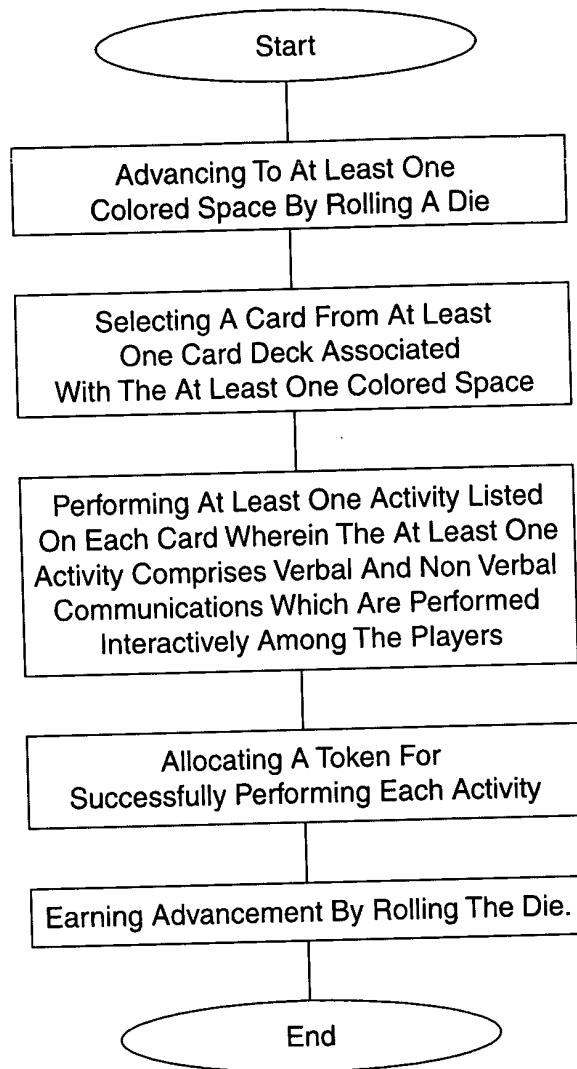 Start
Advancing To At Least One
Colored Space By Rolling A Die
Selecting A Card From At Least
One Card Deck Associated
With The At Least One Colored Space
Performing At Least One Activity Listed
On Each Card Wherein The At Least One
Activity Comprises Verbal And Non Verbal
Communications Which Are Performed
Interactively Among The Players
Allocating A Token For
Successfully Performing Each Activity
Earning Advancement By Rolling The Die.
End